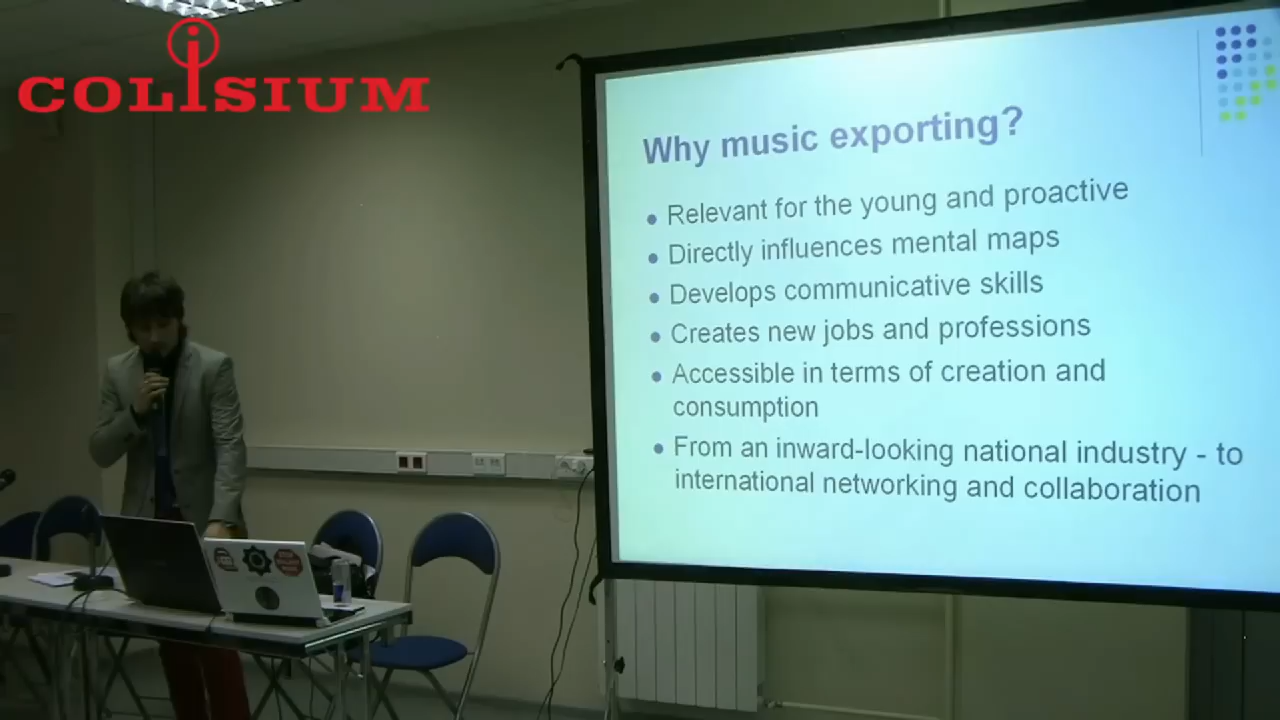 COLISIUM
Why music exporting?
• Relevant for the young and proactive
• Directly influences mental maps
• Develops communicative skills
• Creates new jobs and professions
• Accessible in terms of creation and
consumption
• From an inward-looking national industry - to
international networking and collaboration